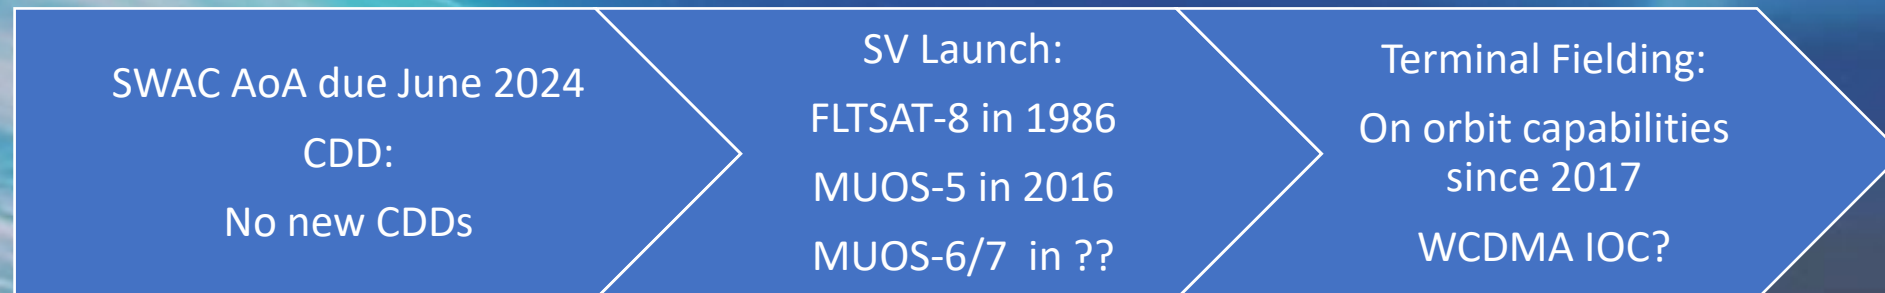 SWAC AoA due June 2024
CDD:
No new CDDs
SV Launch:
FLTSAT-8 in 1986
MUOS-5 in 2016
MUOS-6/7 in ??
Terminal Fielding:
On orbit capabilities
since 2017
WCDMA IOC?